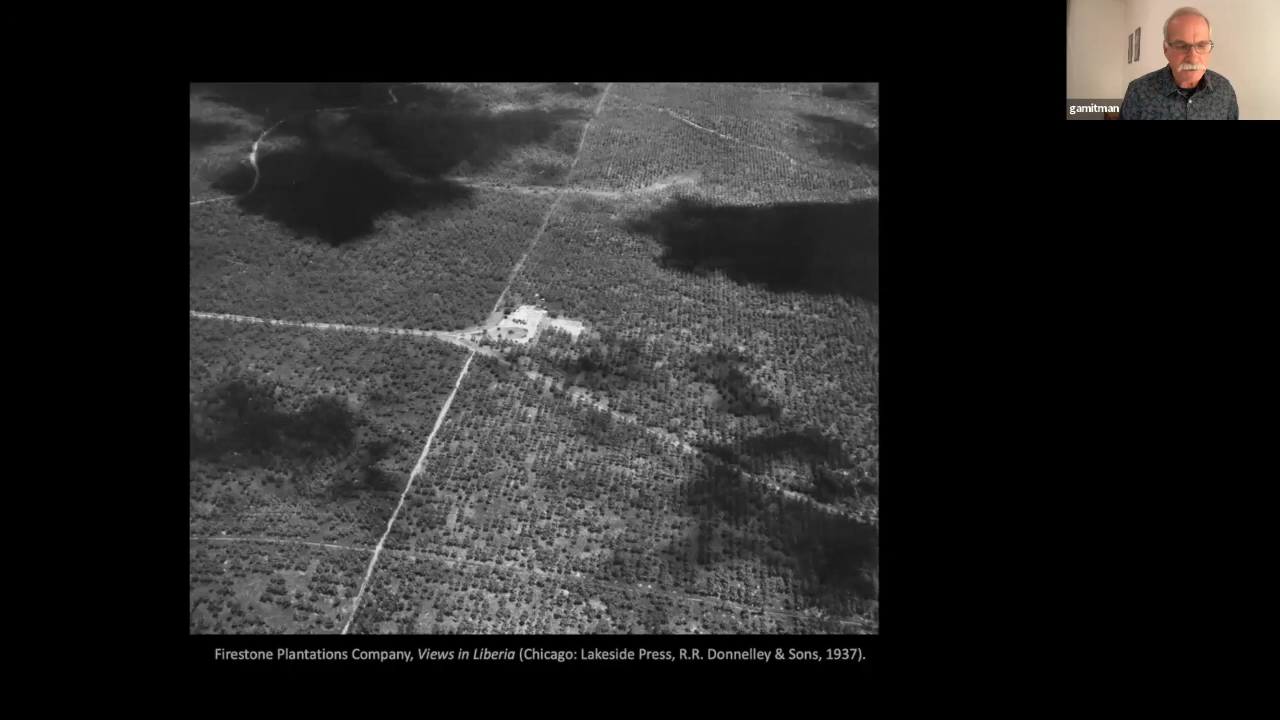 gamitman
Firestone Plantations Company, Views in Liberia (Chicago: Lakeside Press, R.R. Donnelley & Sons, 1937).